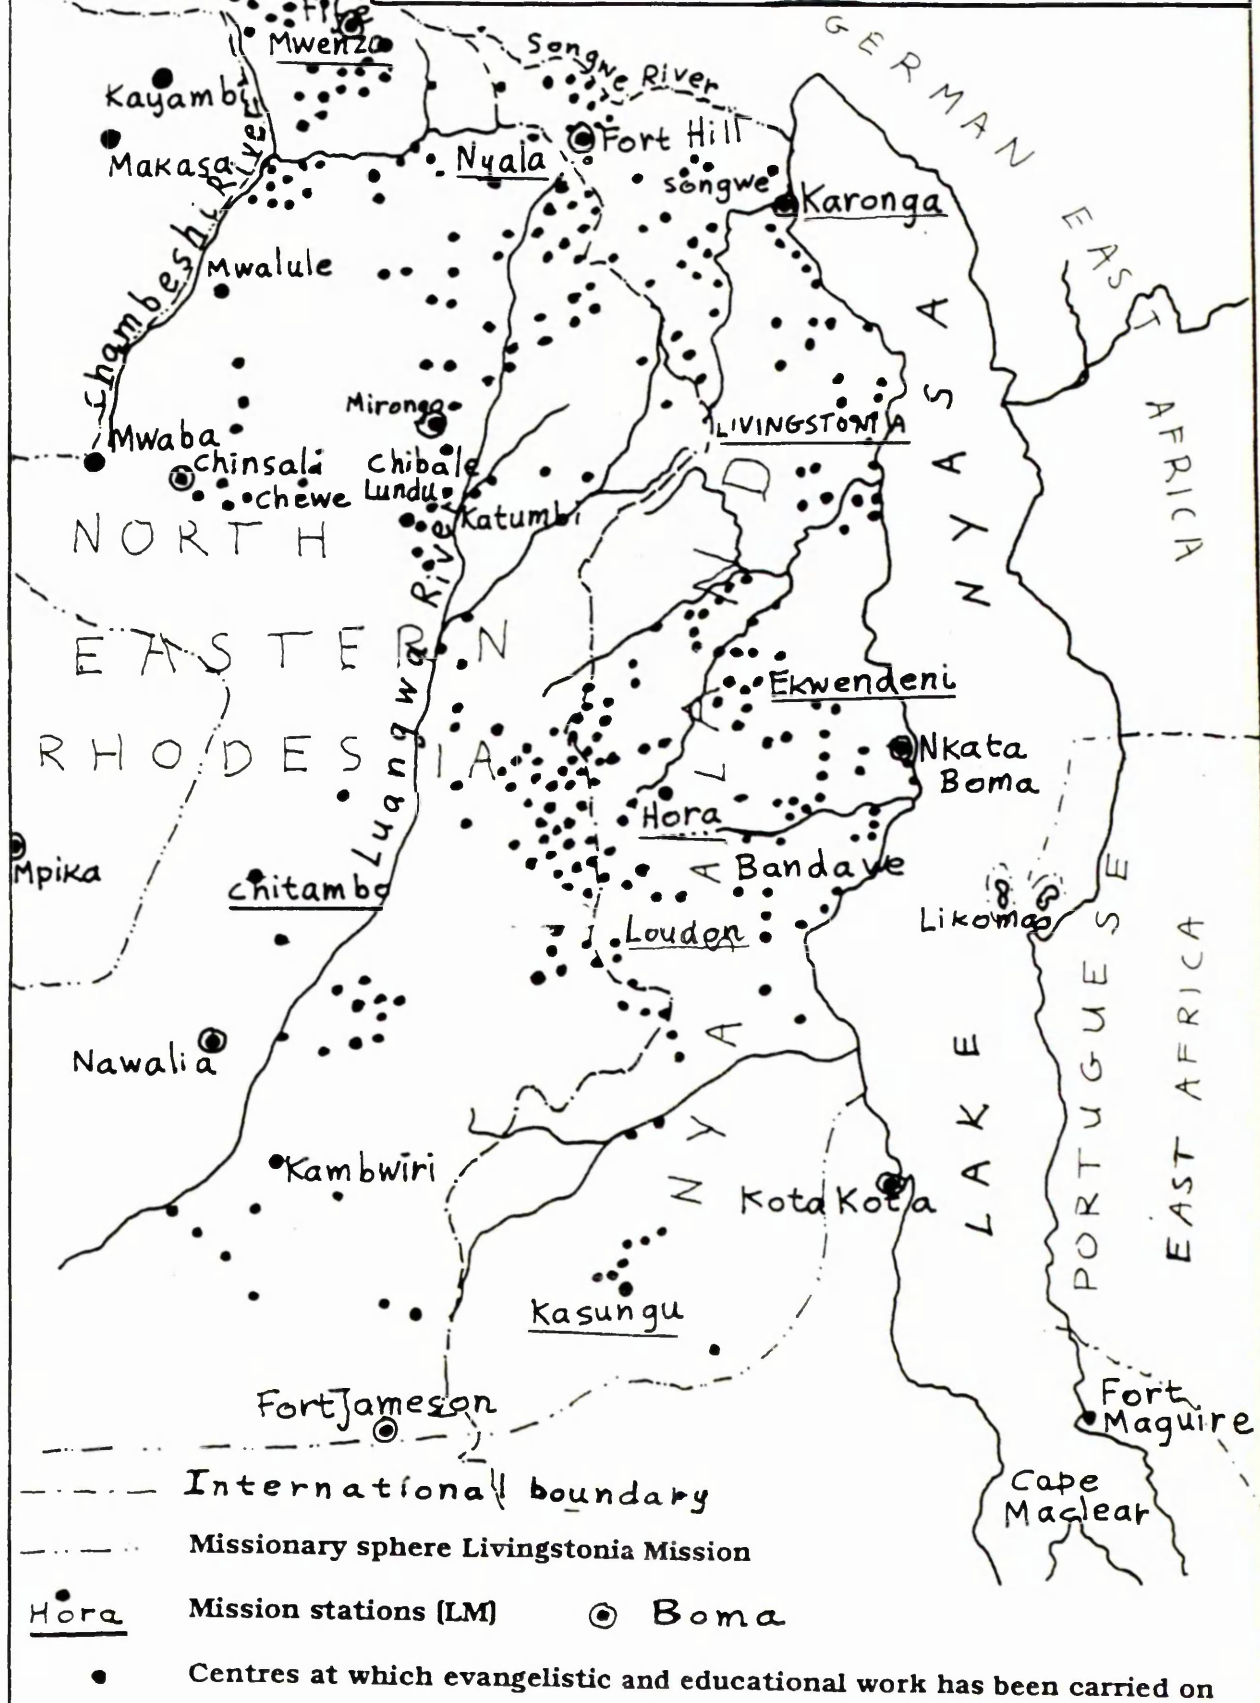 Fife
Mwenzo
Songwe River
GERMAN EAST AFRICA
Kayambi
Makasa
Chambeshi River
Nyala
Fort Hill
Songwe
Karonga
Mwalule
Mirongo
LIVINGSTONIA
Mwaba
Chinsali
Chewe
Chibale
Lundu
Katumbi
NORTH
EASTERN
RHODESIA
Luangwa River
LAKE NYASA
NYASALAND
Ekwendeni
Nkata
Boma
Hora
Bandawe
Mpika
Chitambo
Loudon
Likoma
PORTUGUESE
EAST AFRICA
Nawalia
Kambwiri
Kota Kota
Kasungu
Fort Jameson
Fort
Maguire
Cape
Maclear
International boundary
Missionary sphere Livingstonia Mission
Hora Mission stations (LM) Boma
Centres at which evangelistic and educational work has been carried on